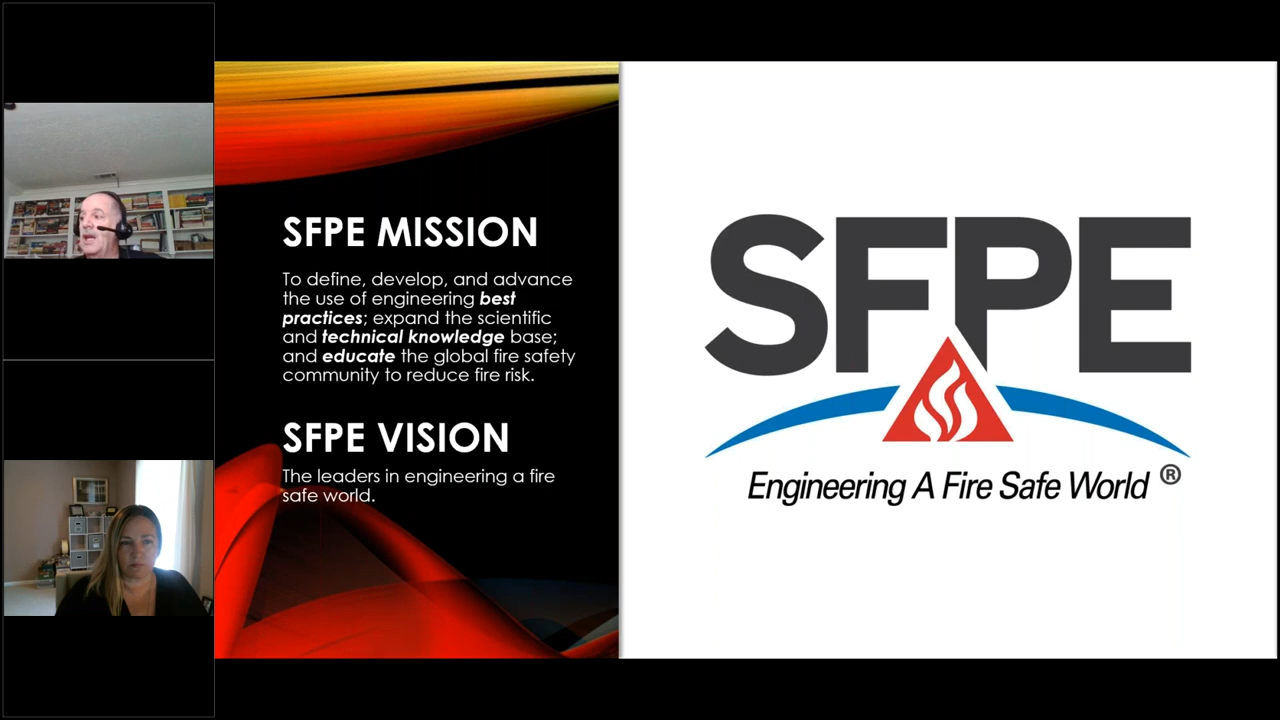 SFPE MISSION
To define, develop, and advance
the use of engineering best
practices; expand the scientific
and technical knowledge base;
and educate the global fire safety
community to reduce fire risk.
SFPE VISION
The leaders in engineering a fire
safe world.
SFPE
Engineering A Fire Safe World ®